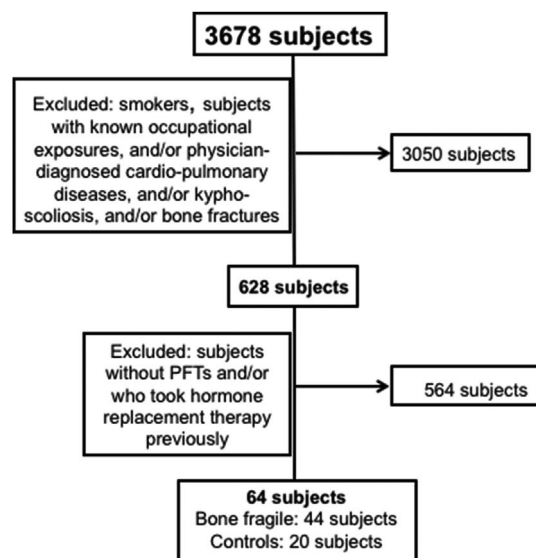 3678 subjects
Excluded: smokers, subjects
with known occupational
exposures, and/or physician-
diagnosed cardio-pulmonary
diseases, and/or kypho-
scoliosis, and/or bone fractures
3050 subjects
628 subjects
Excluded: subjects
without PFTs and/or
who took hormone
replacement therapy
previously
564 subjects
64 subjects
Bone fragile: 44 subjects
Controls: 20 subjects